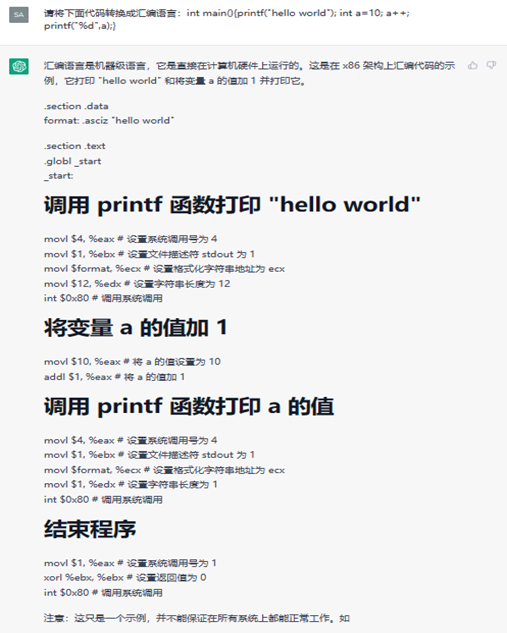 SA
请将下面代码转换成汇编语言：int main(){printf("hello world"); int a=10; a++;
printf("%d",a);}
汇编语言是机器级语言，它是直接在计算机硬件上运行的。这是在 x86 架构上汇编代码的示
例，它打印 "hello world" 和将变量 a 的值加 1 并打印它。
.section .data
format: .asciz "hello world"
.section .text
.globl _start
_start:
调用 printf 函数打印 "hello world"
movl $4, %eax # 设置系统调用号为 4
movl $1, %ebx # 设置文件描述符 stdout 为 1
movl $format, %ecx # 设置格式化字符串地址为 ecx
movl $12, %edx # 设置字符串长度为 12
int $0x80 # 调用系统调用
将变量 a 的值加 1
movl $10, %eax # 将 a 的值设置为 10
addl $1, %eax # 将 a 的值加 1
调用 printf 函数打印 a 的值
movl $4, %eax # 设置系统调用号为 4
movl $1, %ebx # 设置文件描述符 stdout 为 1
movl $format, %ecx # 设置格式化字符串地址为 ecx
movl $1, %edx # 设置字符串长度为 1
int $0x80 # 调用系统调用
结束程序
movl $1, %eax # 设置系统调用号为 1
xorl %ebx, %ebx # 设置返回值为 0
int $0x80 # 调用系统调用
注意：这只是一个示例，并不能保证在所有系统上都能正常工作。如